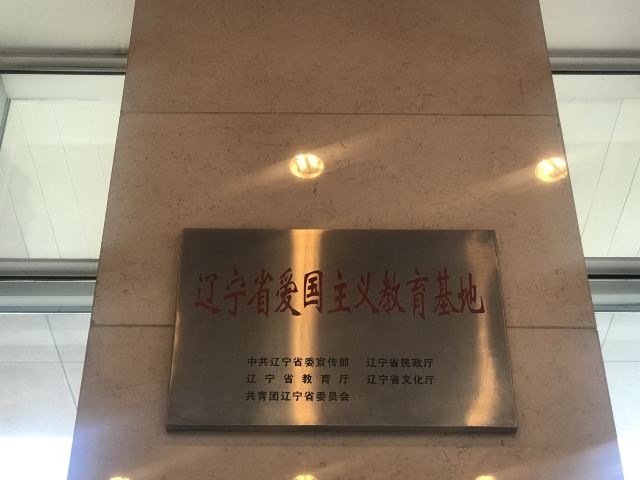 辽宁省爱国主义教育基地
中共辽宁省委宣传部 辽宁省民政厅
辽宁省教育厅 辽宁省文化厅
共青团辽宁省委员会